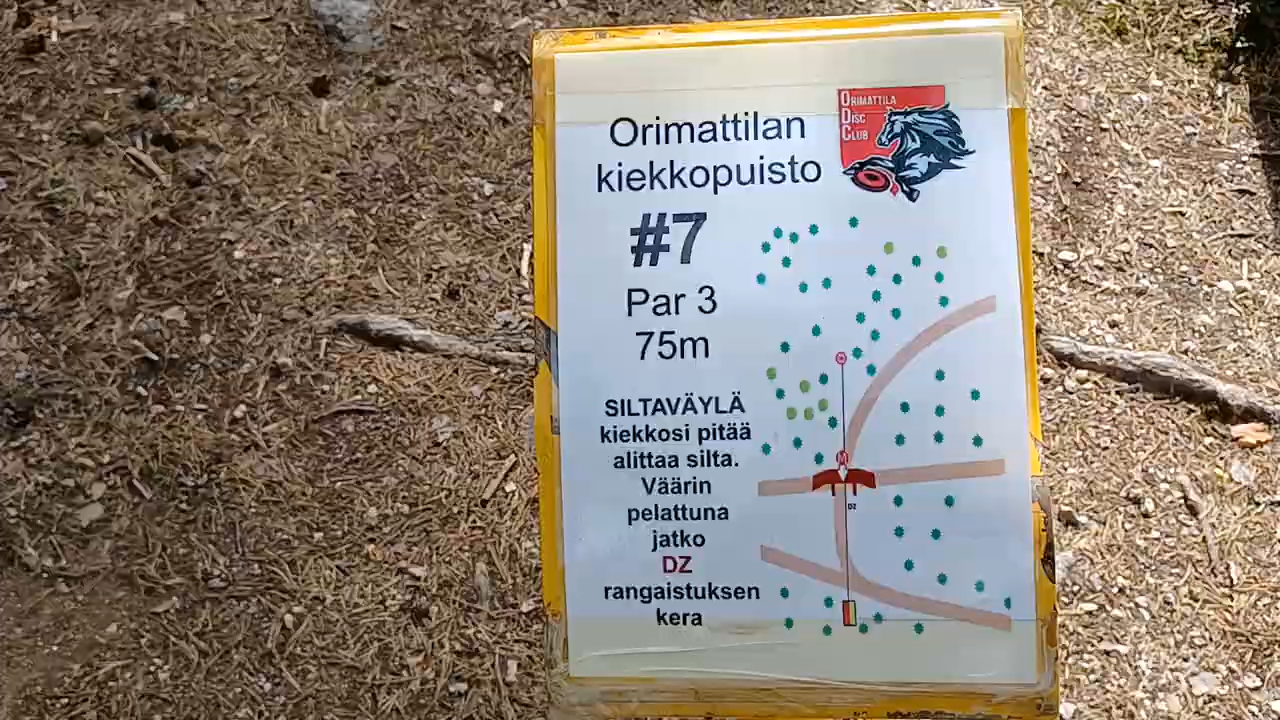 Orimattilan
kiekkopuisto
ORIMATTILA
DISC
CLUB
#7
Par 3
75m
SILTAVÄYLÄ
kiekkosi pitää
alittaa silta.
Väärin
pelattuna
jatko
DZ
rangaistuksen
kera
M
DZ